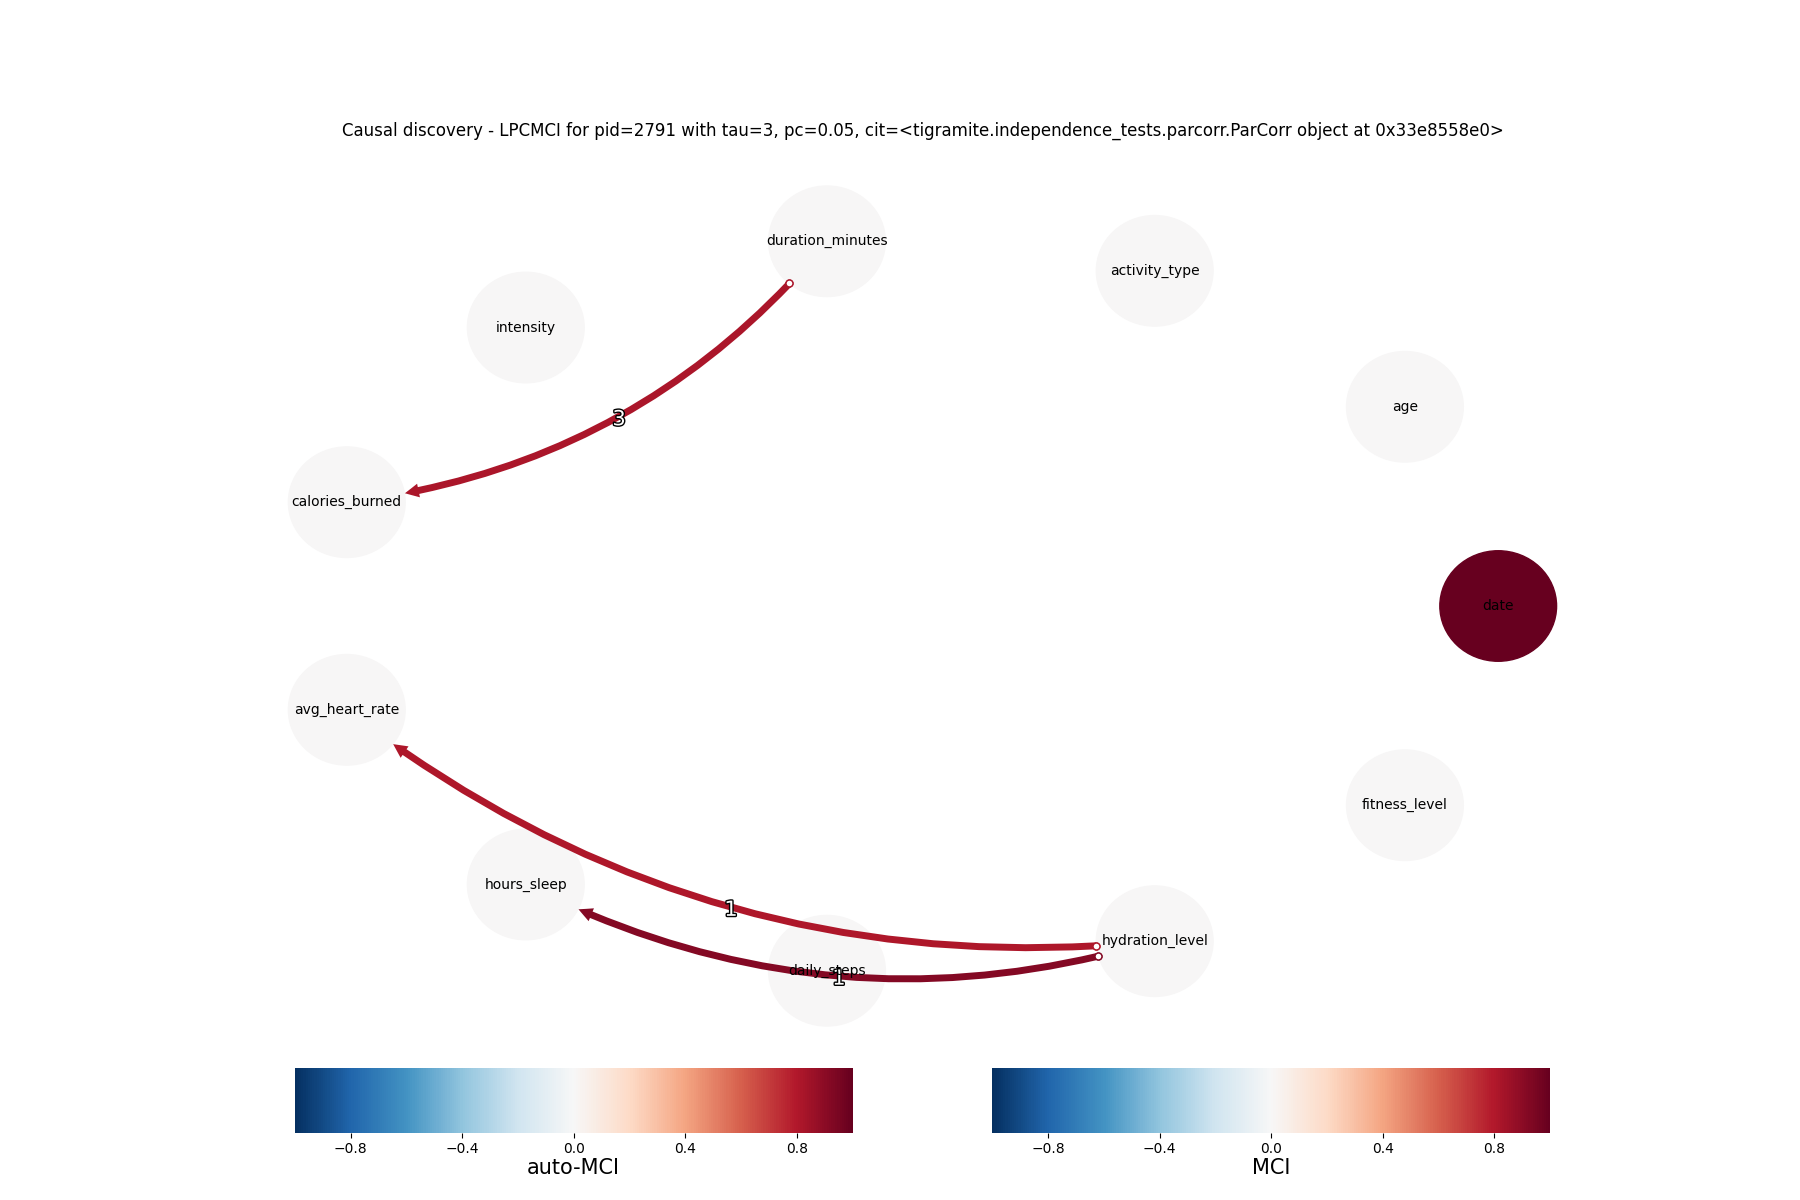 Causal discovery - LPCMCI for pid=2791 with tau=3, pc=0.05, cit=<tigramite.independence_tests.parcorr.ParCorr object at 0x33e8558e0>
duration_minutes
activity_type
intensity
age
3
calories_burned
date
avg_heart_rate
fitness_level
hours_sleep
1
hydration_level
daily_steps
1
−0.8 −0.4 0.0 0.4 0.8
auto-MCI
−0.8 −0.4 0.0 0.4 0.8
MCI